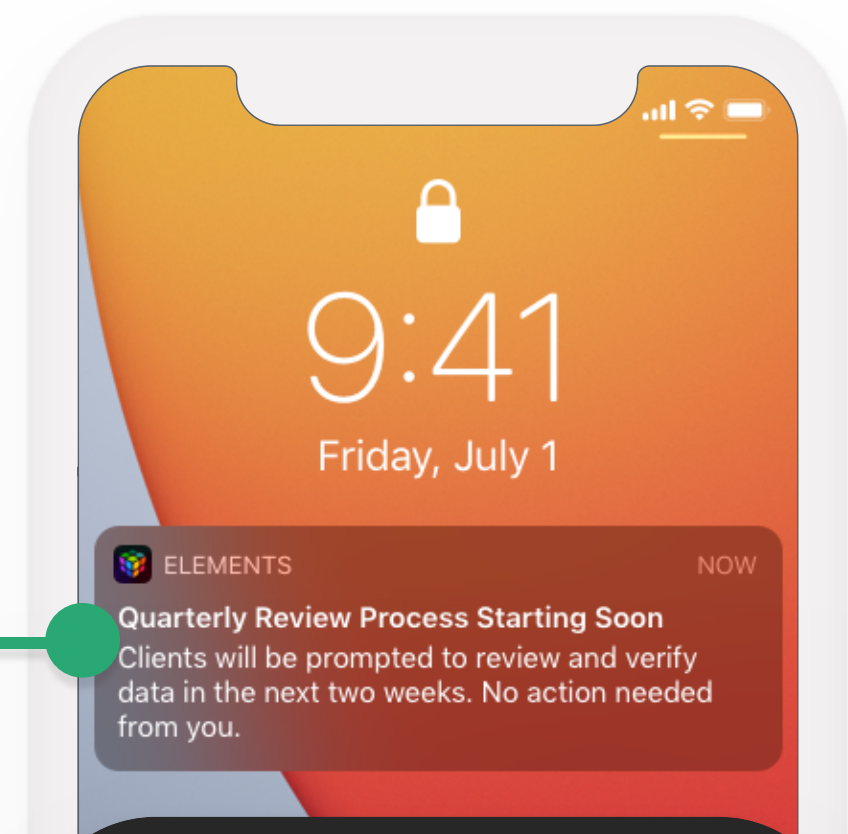 9:41
Friday, July 1
ELEMENTS NOW
Quarterly Review Process Starting Soon
Clients will be prompted to review and verify
data in the next two weeks. No action needed
from you.